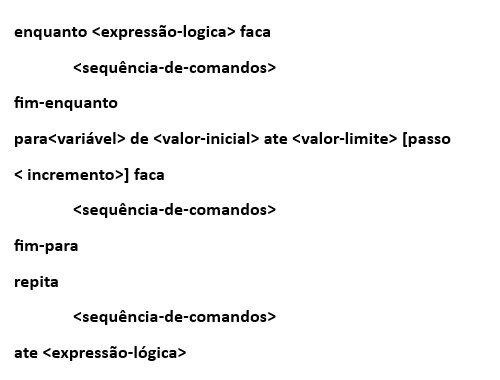 enquanto <expressão-logica> faca
<sequência-de-comandos>
fim-enquanto
para<variável> de <valor-inicial> ate <valor-limite> [passo
< incremento>] faca
<sequência-de-comandos>
fim-para
repita
<sequência-de-comandos>
ate <expressão-lógica>